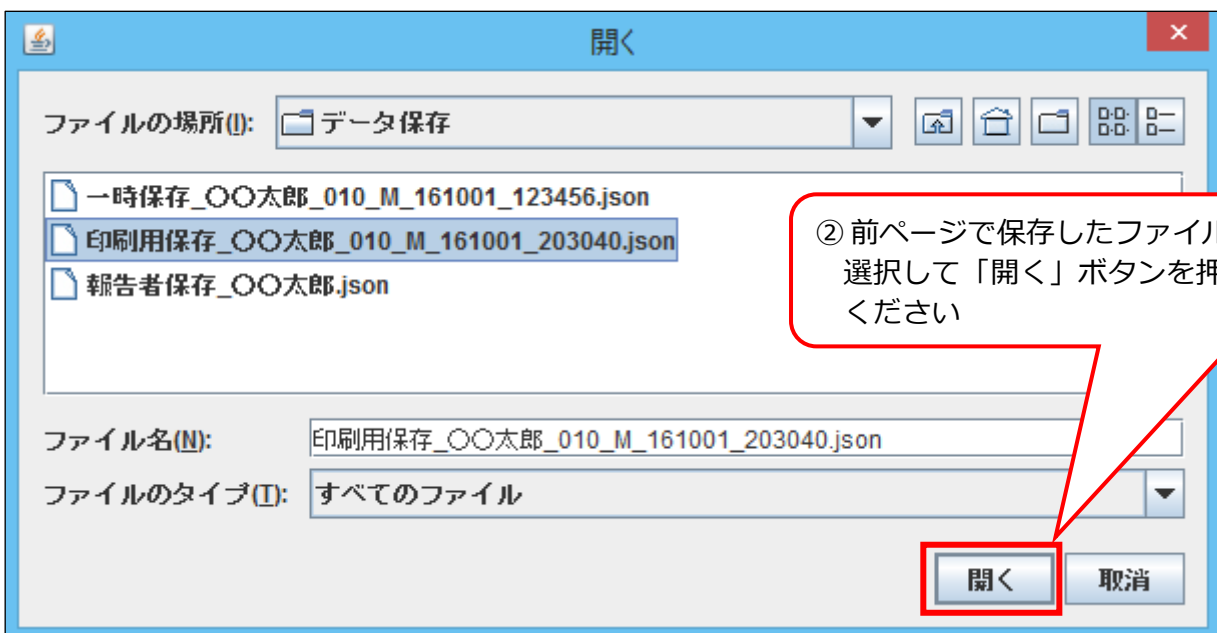 開く
ファイルの場所(I):
データ保存
一時保存_〇〇太郎_010_M_161001_123456.json
印刷用保存_〇〇太郎_010_M_161001_203040.json
報告者保存_〇〇太郎.json
② 前ページで保存したファイル
選択して「開く」ボタンを押
ください
ファイル名(N):
印刷用保存_〇〇太郎_010_M_161001_203040.json
ファイルのタイプ(T):
すべてのファイル
開く
取消